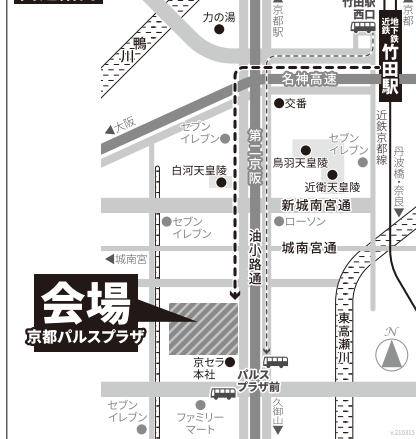 力の湯
京都駅
竹田駅
西口
京都
鴨川
近鉄
地下鉄
竹田駅
名神高速
大阪
交番
セブン
イレブン
第二京阪
セブン
イレブン
近鉄京都線
鳥羽天皇陵
白河天皇陵
近衛天皇陵
丹波橋・奈良
新城南宮通
セブン
イレブン
ローソン
油小路通
城南宮通
城南宮
会場
京都パルスプラザ
東高瀬川
N
京セラ
本社
パルス
プラザ前
セブン
イレブン
ファミリー
マート
久御山
v.210315